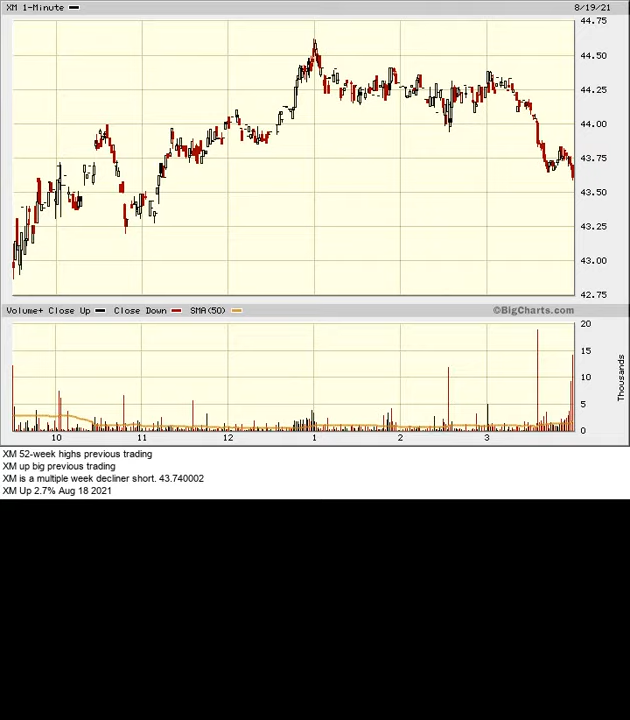 XM 1-Minute 8/19/21
44.75
44.50
44.25
44.00
43.75
43.50
43.25
43.00
42.75
Volume+ Close Up Close Down SMA(50) ©BigCharts.com
20
15
10
5
0
Thousands
10 11 12 1 2 3
XM 52-week highs previous trading
XM up big previous trading
XM is a multiple week decliner short. 43.740002
XM Up 2.7% Aug 18 2021